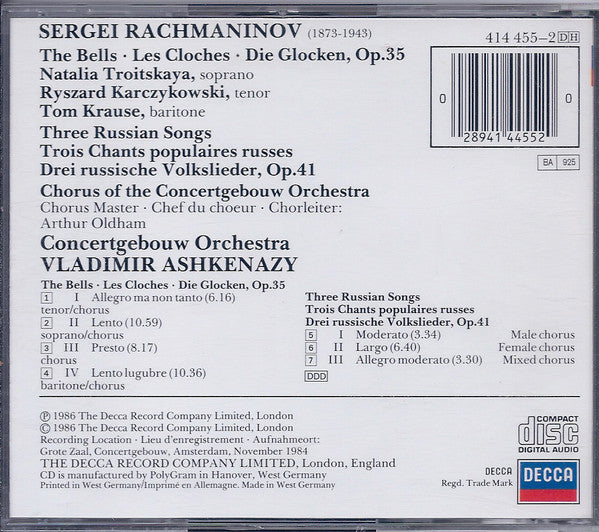 SERGEI RACHMANINOV (1873-1943)
414 455-2 DH
The Bells · Les Cloches · Die Glocken, Op.35
Natalia Troitskaya, soprano
Ryszard Karczykowski, tenor
Tom Krause, baritone
0
0
28941 44552
Three Russian Songs
Trois Chants populaires russes
Drei russische Volkslieder, Op.41
BA 925
Chorus of the Concertgebouw Orchestra
Chorus Master · Chef du choeur · Chorleiter:
Arthur Oldham
Concertgebouw Orchestra
VLADIMIR ASHKENAZY
The Bells · Les Cloches · Die Glocken, Op.35
1 I Allegro ma non tanto (6.16)
tenor/chorus
2 II Lento (10.59)
soprano/chorus
3 III Presto (8.17)
chorus
4 IV Lento lugubre (10.36)
baritone/chorus
Three Russian Songs
Trois Chants populaires russes
Drei russische Volkslieder, Op.41
5 I Moderato (3.34) Male chorus
6 II Largo (6.40) Female chorus
7 III Allegro moderato (3.30) Mixed chorus
DDD
℗ 1986 The Decca Record Company Limited, London
© 1986 The Decca Record Company Limited, London
Recording Location · Lieu d'enregistrement · Aufnahmeort:
Grote Zaal, Concertgebouw, Amsterdam, November 1984
THE DECCA RECORD COMPANY LIMITED, London, England
CD is manufactured by PolyGram in Hanover, West Germany
Printed in West Germany/Imprimé en Allemagne. Made in West Germany
COMPACT
disc
DIGITAL AUDIO
DECCA
Regd. Trade Mark
DECCA